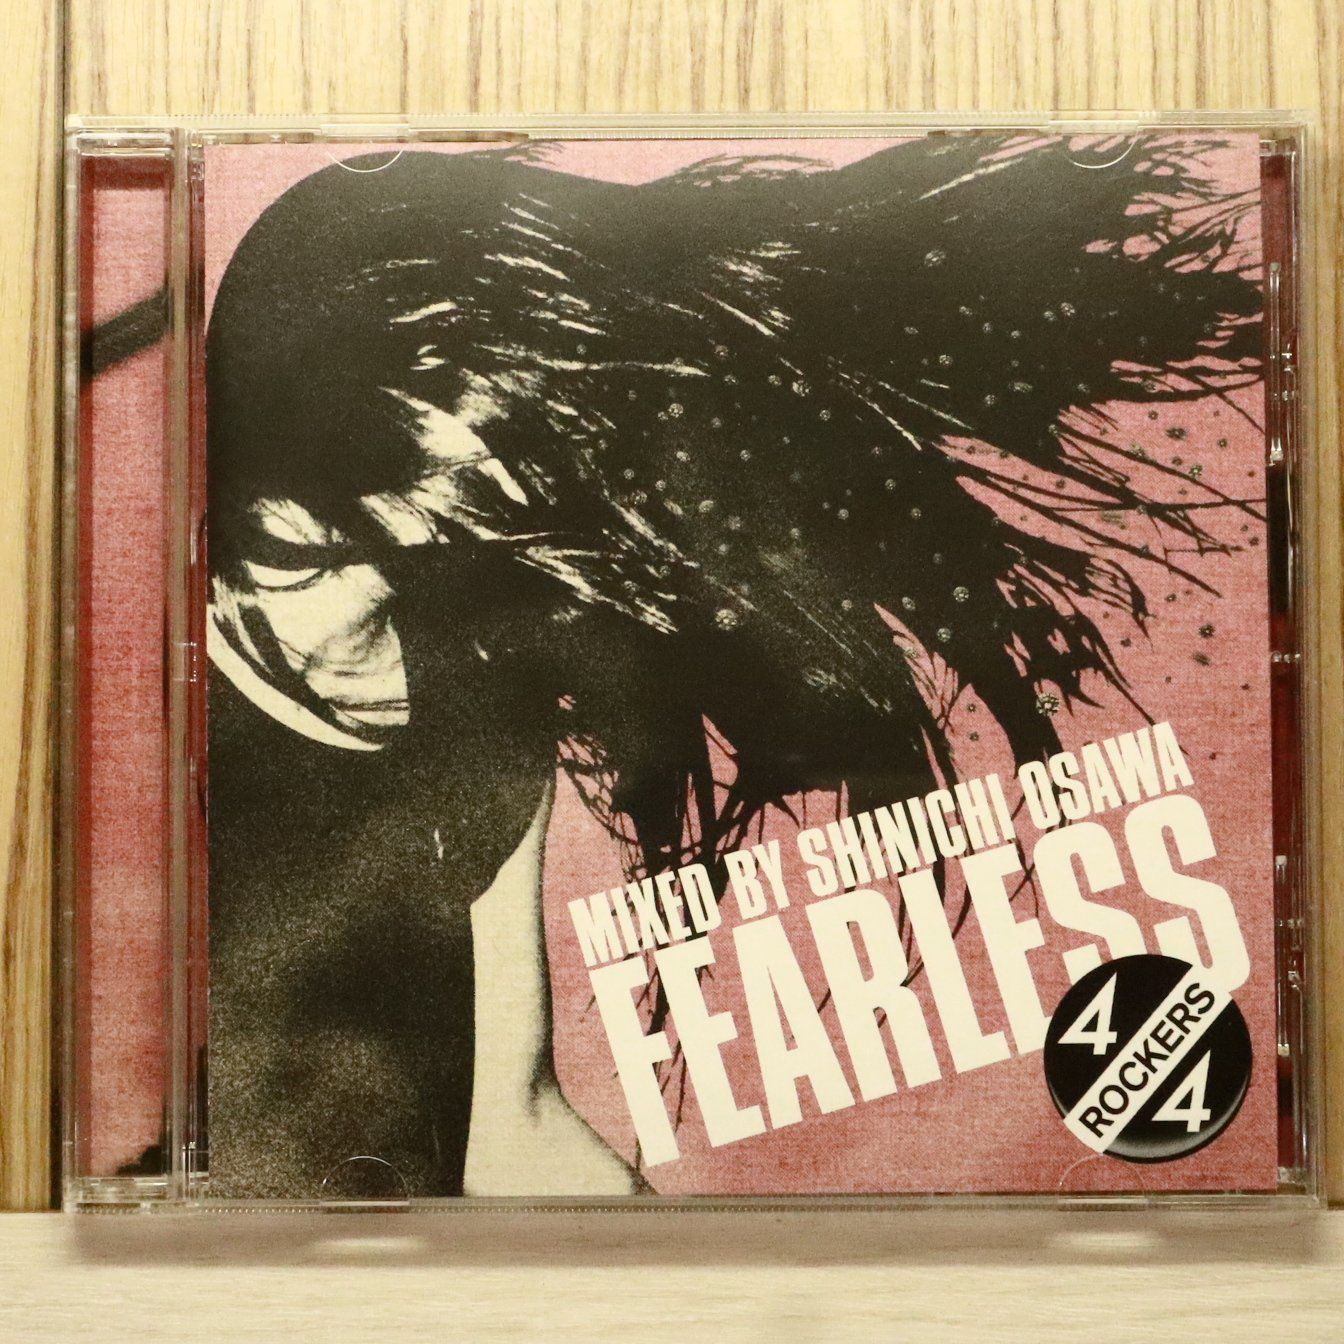 MIXED BY SHINICHI OSAWA
FEARLESS
4
ROCKERS
4